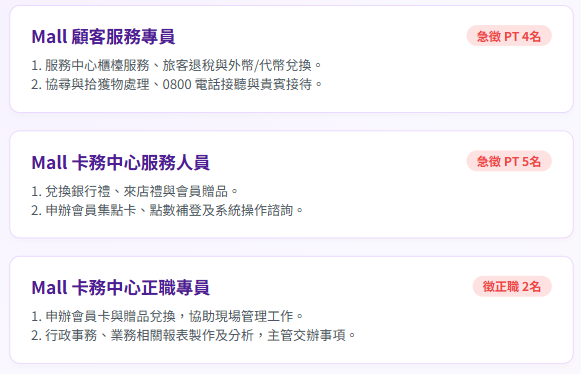 Mall 顧客服務專員
急徵 PT 4名
1. 服務中心櫃檯服務、旅客退稅與外幣/代幣兌換。
2. 協尋與拾獲物處理、0800 電話接聽與貴賓接待。
Mall 卡務中心服務人員
急徵 PT 5名
1. 兌換銀行禮、來店禮與會員贈品。
2. 申辦會員集點卡、點數補登及系統操作諮詢。
Mall 卡務中心正職專員
徵正職 2名
1. 申辦會員卡與贈品兌換，協助現場管理工作。
2. 行政事務、業務相關報表製作及分析，主管交辦事項。